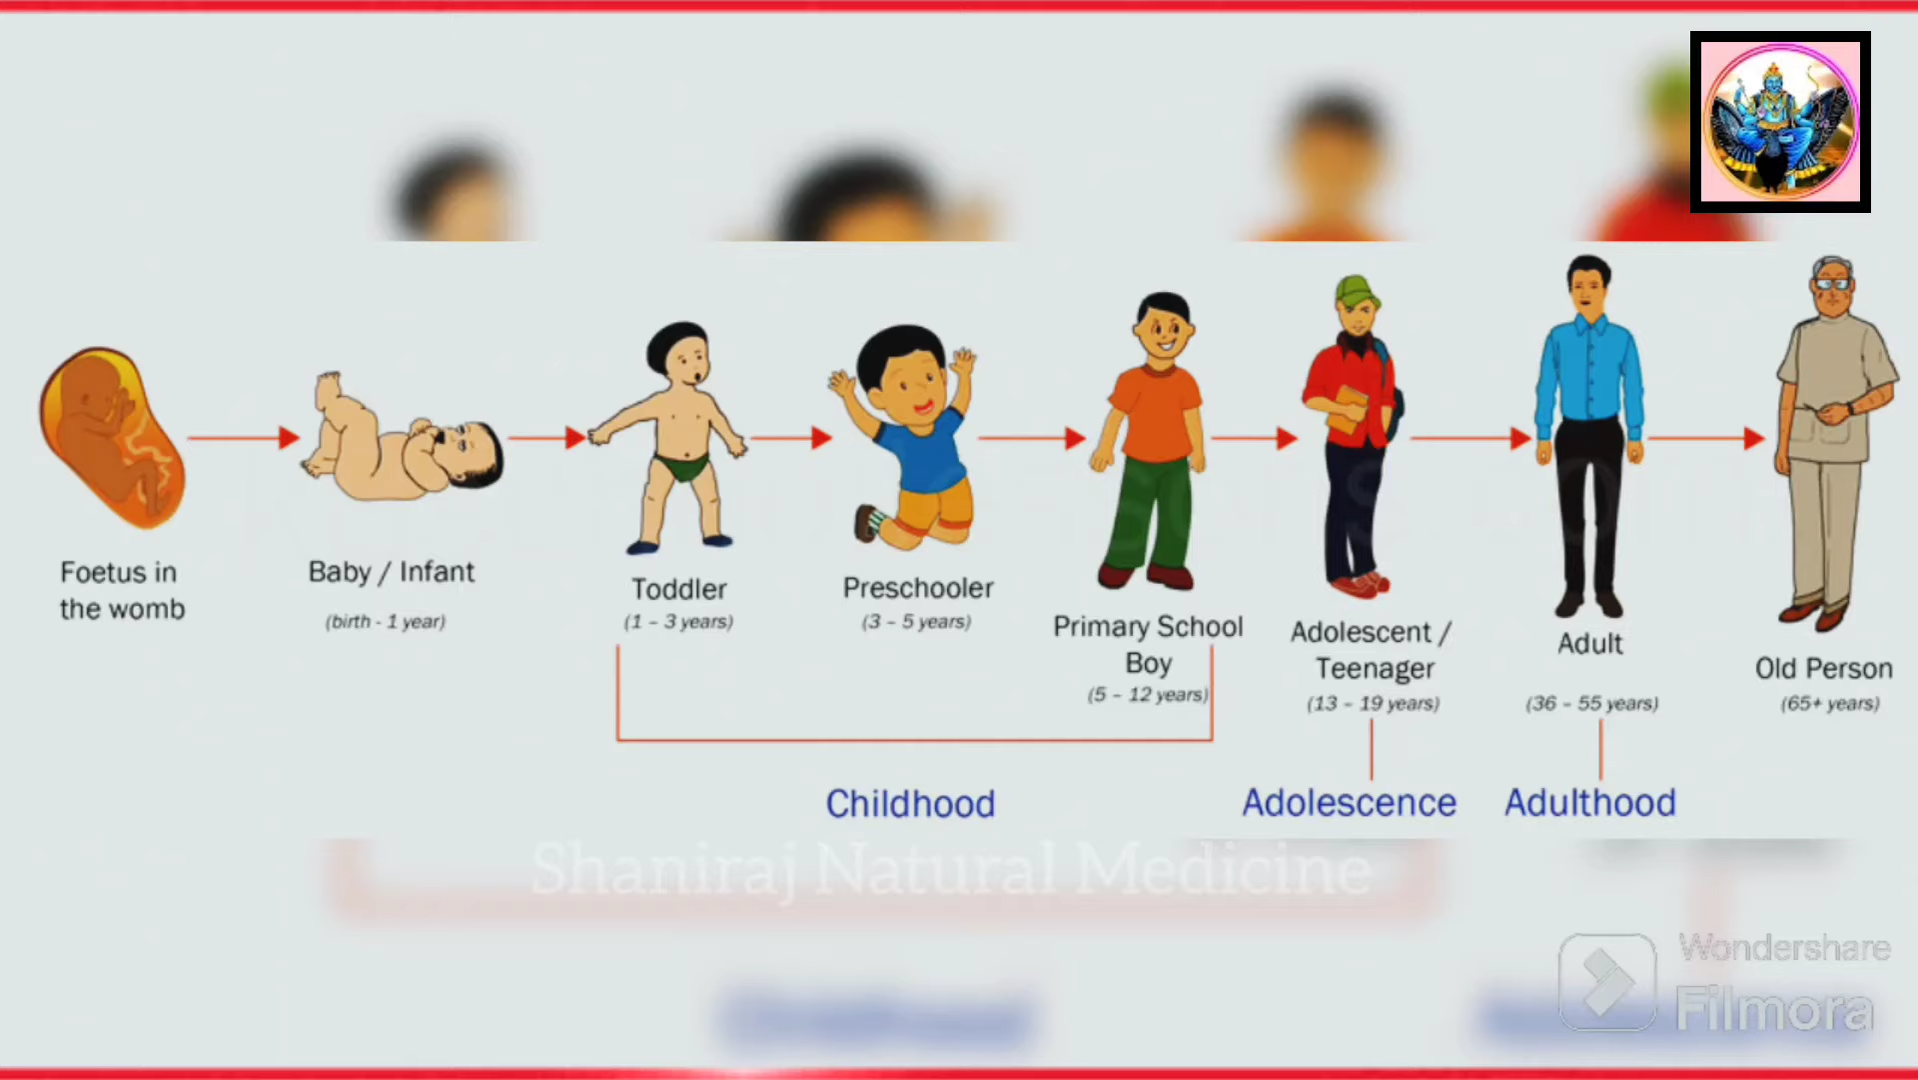 Foetus in
the womb
Baby / Infant
(birth - 1 year)
Toddler
(1 – 3 years)
Preschooler
(3 – 5 years)
Primary School
Boy
(5 – 12 years)
Adolescent /
Teenager
(13 – 19 years)
Adult
(36 – 55 years)
Old Person
(65+ years)
Childhood
Adolescence
Adulthood
Shaniraj Natural Medicine
Wondershare
Filmora